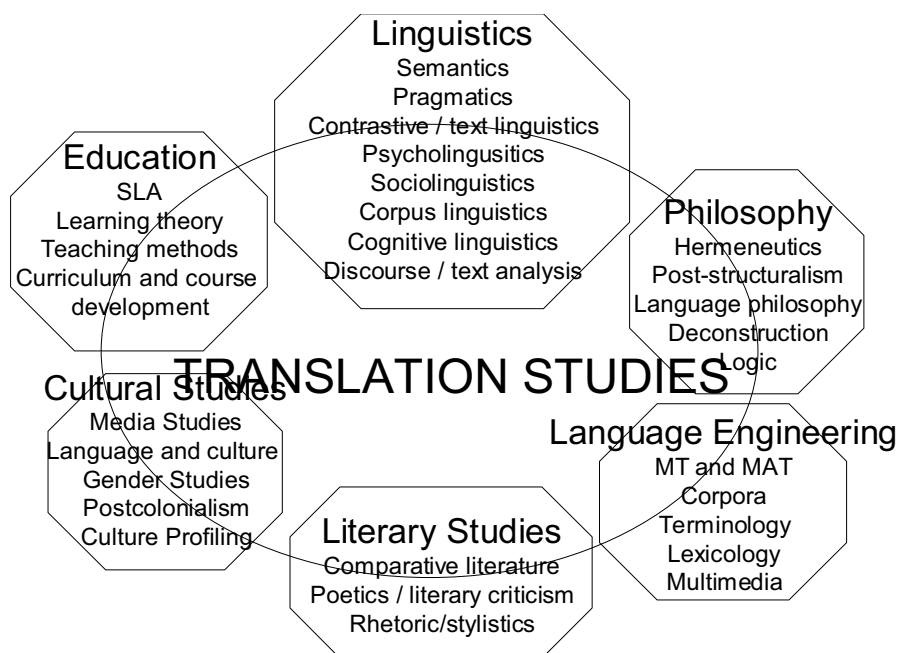 Linguistics
Semantics
Pragmatics
Contrastive / text linguistics
Psycholingusitics
Sociolinguistics
Corpus linguistics
Cognitive linguistics
Discourse / text analysis
Education
SLA
Learning theory
Teaching methods
Curriculum and course
development
Philosophy
Hermeneutics
Post-structuralism
Language philosophy
Deconstruction
Logic
TRANSLATION STUDIES
Cultural Studies
Media Studies
Language and culture
Gender Studies
Postcolonialism
Culture Profiling
Language Engineering
MT and MAT
Corpora
Terminology
Lexicology
Multimedia
Literary Studies
Comparative literature
Poetics / literary criticism
Rhetoric/stylistics